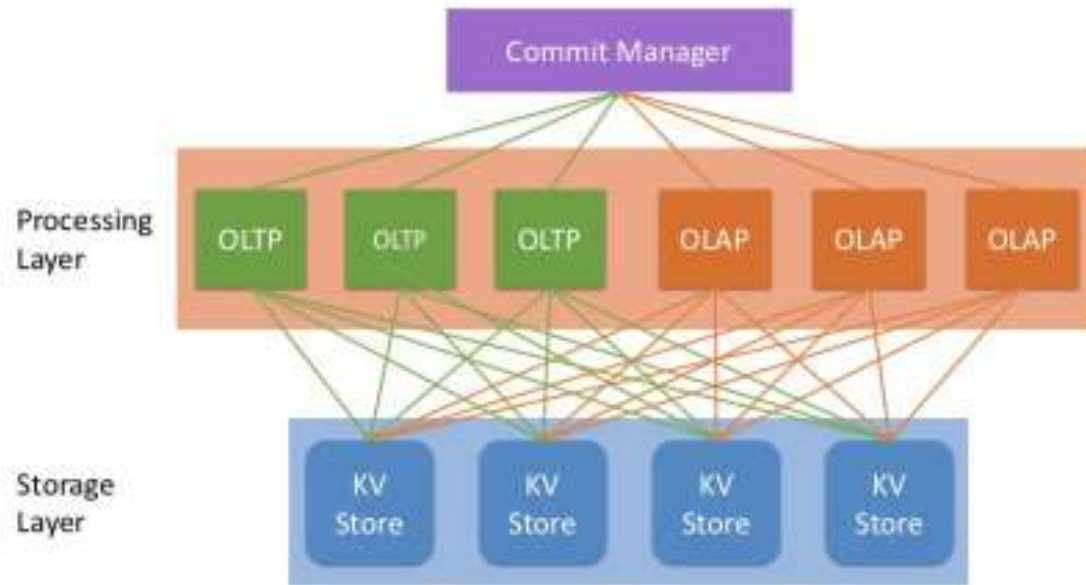 Commit Manager
Processing
Layer
OLTP
OLTP
OLTP
OLAP
OLAP
OLAP
Storage
Layer
KV
Store
KV
Store
KV
Store
KV
Store